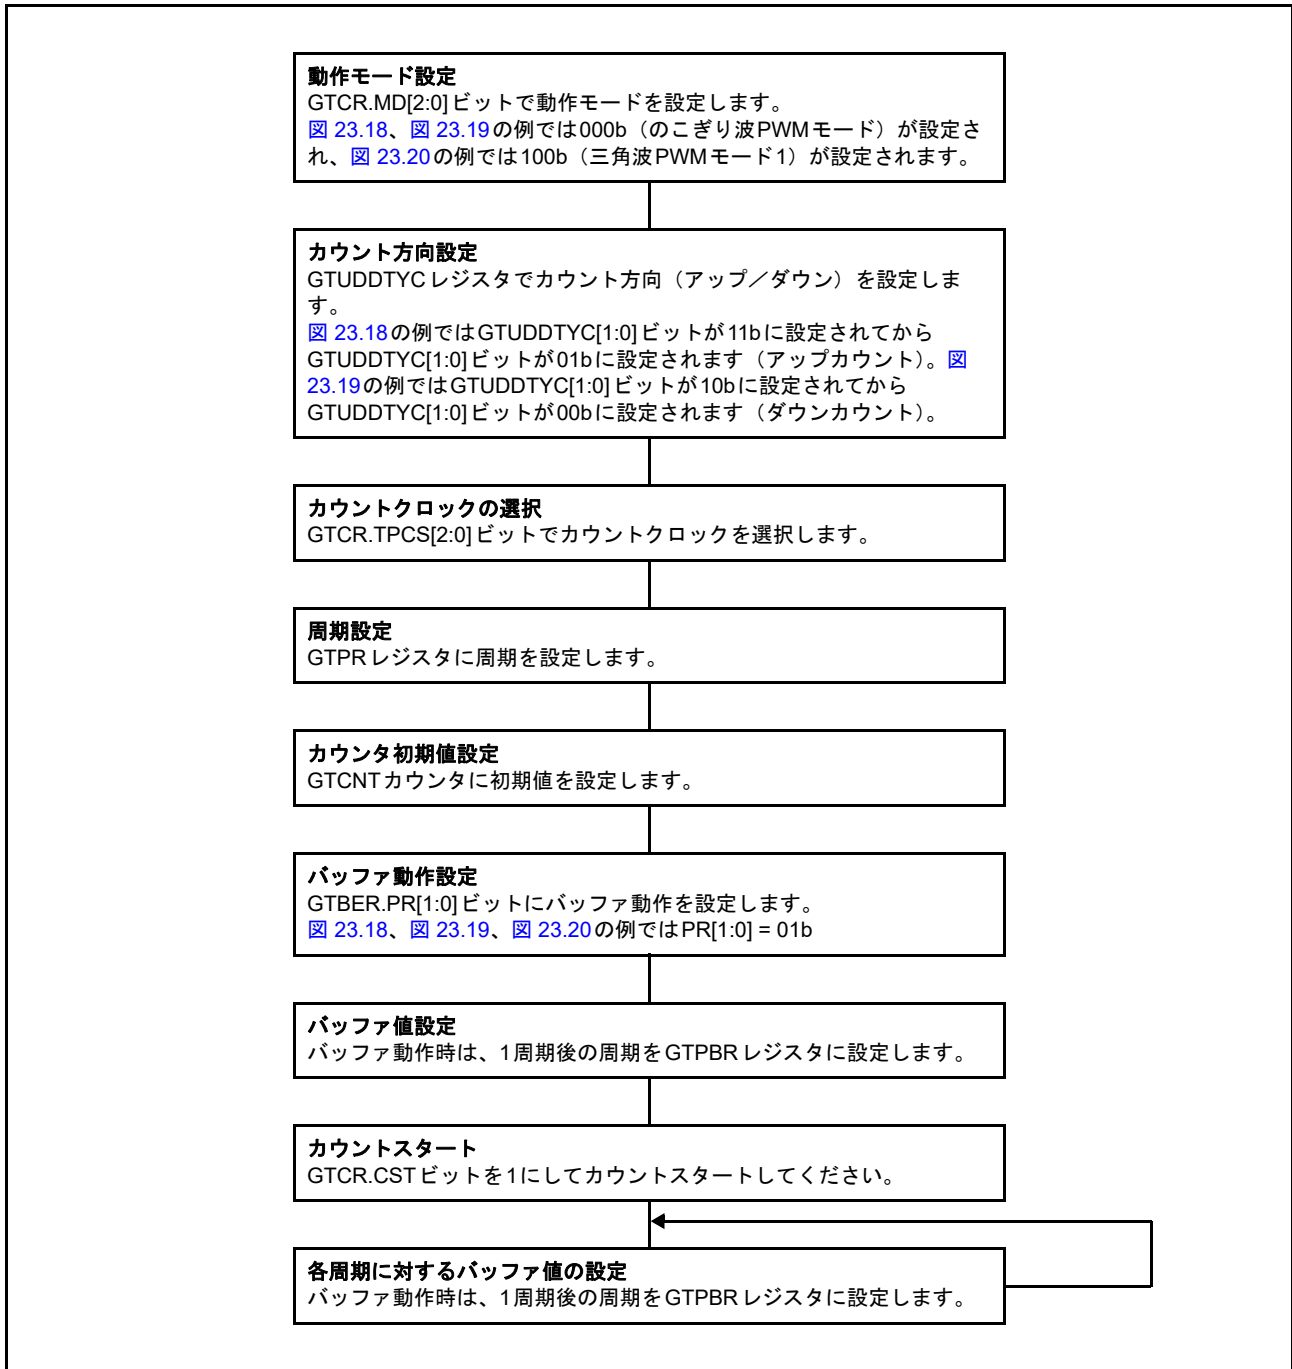 動作モード設定
GTCR.MD[2:0]ビットで動作モードを設定します。
図 23.18、図 23.19の例では000b（のこぎり波PWMモード）が設定さ
れ、図 23.20の例では100b（三角波PWMモード1）が設定されます。
カウント方向設定
GTUDDTYCレジスタでカウント方向（アップ／ダウン）を設定しま
す。
図 23.18の例ではGTUDDTYC[1:0]ビットが11bに設定されてから
GTUDDTYC[1:0]ビットが01bに設定されます（アップカウント）。図
23.19の例ではGTUDDTYC[1:0]ビットが10bに設定されてから
GTUDDTYC[1:0]ビットが00bに設定されます（ダウンカウント）。
カウントクロックの選択
GTCR.TPCS[2:0]ビットでカウントクロックを選択します。
周期設定
GTPRレジスタに周期を設定します。
カウンタ初期値設定
GTCNTカウンタに初期値を設定します。
バッファ動作設定
GTBER.PR[1:0]ビットにバッファ動作を設定します。
図 23.18、図 23.19、図 23.20の例ではPR[1:0] = 01b
バッファ値設定
バッファ動作時は、1周期後の周期をGTPBRレジスタに設定します。
カウントスタート
GTCR.CSTビットを1にしてカウントスタートしてください。
各周期に対するバッファ値の設定
バッファ動作時は、1周期後の周期をGTPBRレジスタに設定します。